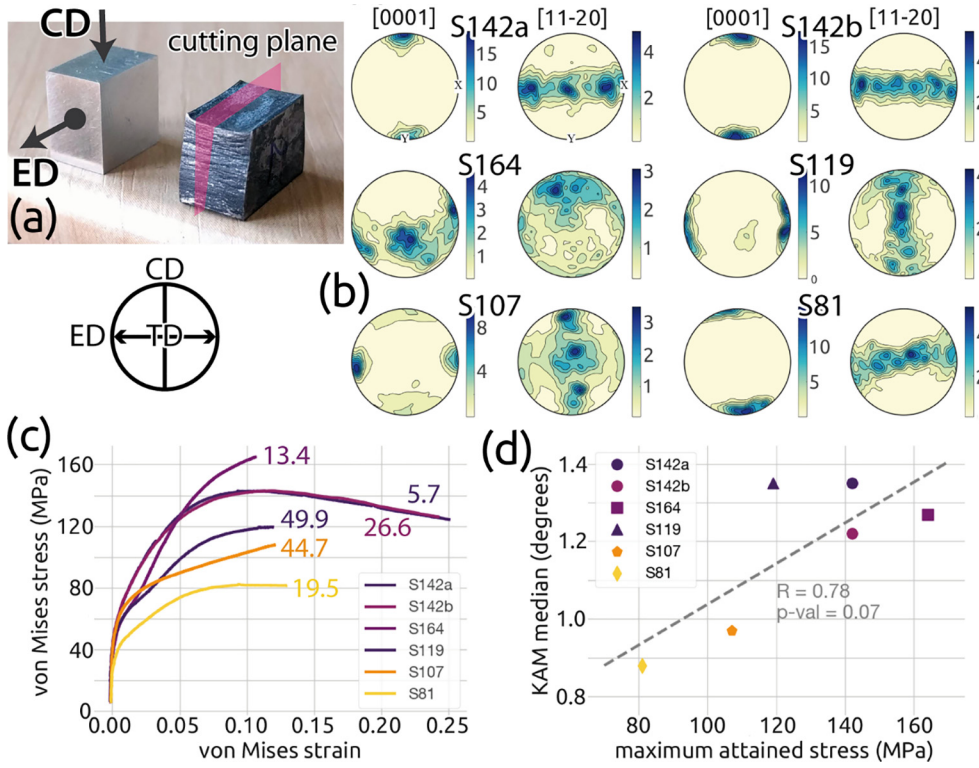 CD
cutting plane
ED
(a)
CD
ED TD
(b)
[0001] [11-20] [0001] [11-20]
S142a S142b
15
10
5
4
2
X
X
Y
Y
15
10
5
S164 S119
4
3
2
1
3
2
1
10
5
0
S107 S81
8
4
3
2
1
10
5
(c)
von Mises stress (MPa)
160
120
80
40
0
0.00 0.05 0.10 0.15 0.20 0.25
von Mises strain
13.4
5.7
26.6
49.9
44.7
19.5
S142a
S142b
S164
S119
S107
S81
(d)
KAM median (degrees)
1.4
1.2
1.0
0.8
80 100 120 140 160
maximum attained stress (MPa)
S142a
S142b
S164
S119
S107
S81
R = 0.78
p-val = 0.07